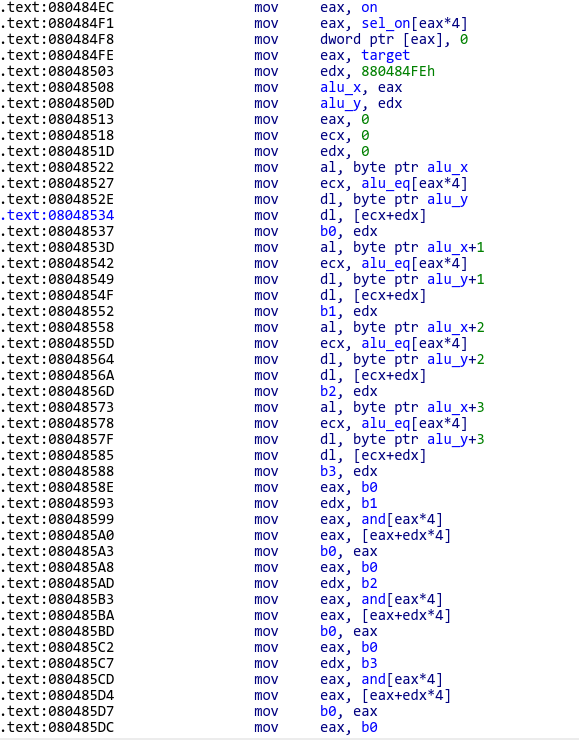 .text:080484EC mov eax, on
.text:080484F1 mov eax, sel_on[eax*4]
.text:080484F8 mov dword ptr [eax], 0
.text:080484FE mov eax, target
.text:08048503 mov edx, 880484FEh
.text:08048508 mov alu_x, eax
.text:0804850D mov alu_y, edx
.text:08048513 mov eax, 0
.text:08048518 mov ecx, 0
.text:0804851D mov edx, 0
.text:08048522 mov al, byte ptr alu_x
.text:08048527 mov ecx, alu_eq[eax*4]
.text:0804852E mov dl, byte ptr alu_y
.text:08048534 mov dl, [ecx+edx]
.text:08048537 mov b0, edx
.text:0804853D mov al, byte ptr alu_x+1
.text:08048542 mov ecx, alu_eq[eax*4]
.text:08048549 mov dl, byte ptr alu_y+1
.text:0804854F mov dl, [ecx+edx]
.text:08048552 mov b1, edx
.text:08048558 mov al, byte ptr alu_x+2
.text:0804855D mov ecx, alu_eq[eax*4]
.text:08048564 mov dl, byte ptr alu_y+2
.text:0804856A mov dl, [ecx+edx]
.text:0804856D mov b2, edx
.text:08048573 mov al, byte ptr alu_x+3
.text:08048578 mov ecx, alu_eq[eax*4]
.text:0804857F mov dl, byte ptr alu_y+3
.text:08048585 mov dl, [ecx+edx]
.text:08048588 mov b3, edx
.text:0804858E mov eax, b0
.text:08048593 mov edx, b1
.text:08048599 mov eax, and[eax*4]
.text:080485A0 mov eax, [eax+edx*4]
.text:080485A3 mov b0, eax
.text:080485A8 mov eax, b0
.text:080485AD mov edx, b2
.text:080485B3 mov eax, and[eax*4]
.text:080485BA mov eax, [eax+edx*4]
.text:080485BD mov b0, eax
.text:080485C2 mov eax, b0
.text:080485C7 mov edx, b3
.text:080485CD mov eax, and[eax*4]
.text:080485D4 mov eax, [eax+edx*4]
.text:080485D7 mov b0, eax
.text:080485DC mov eax, b0